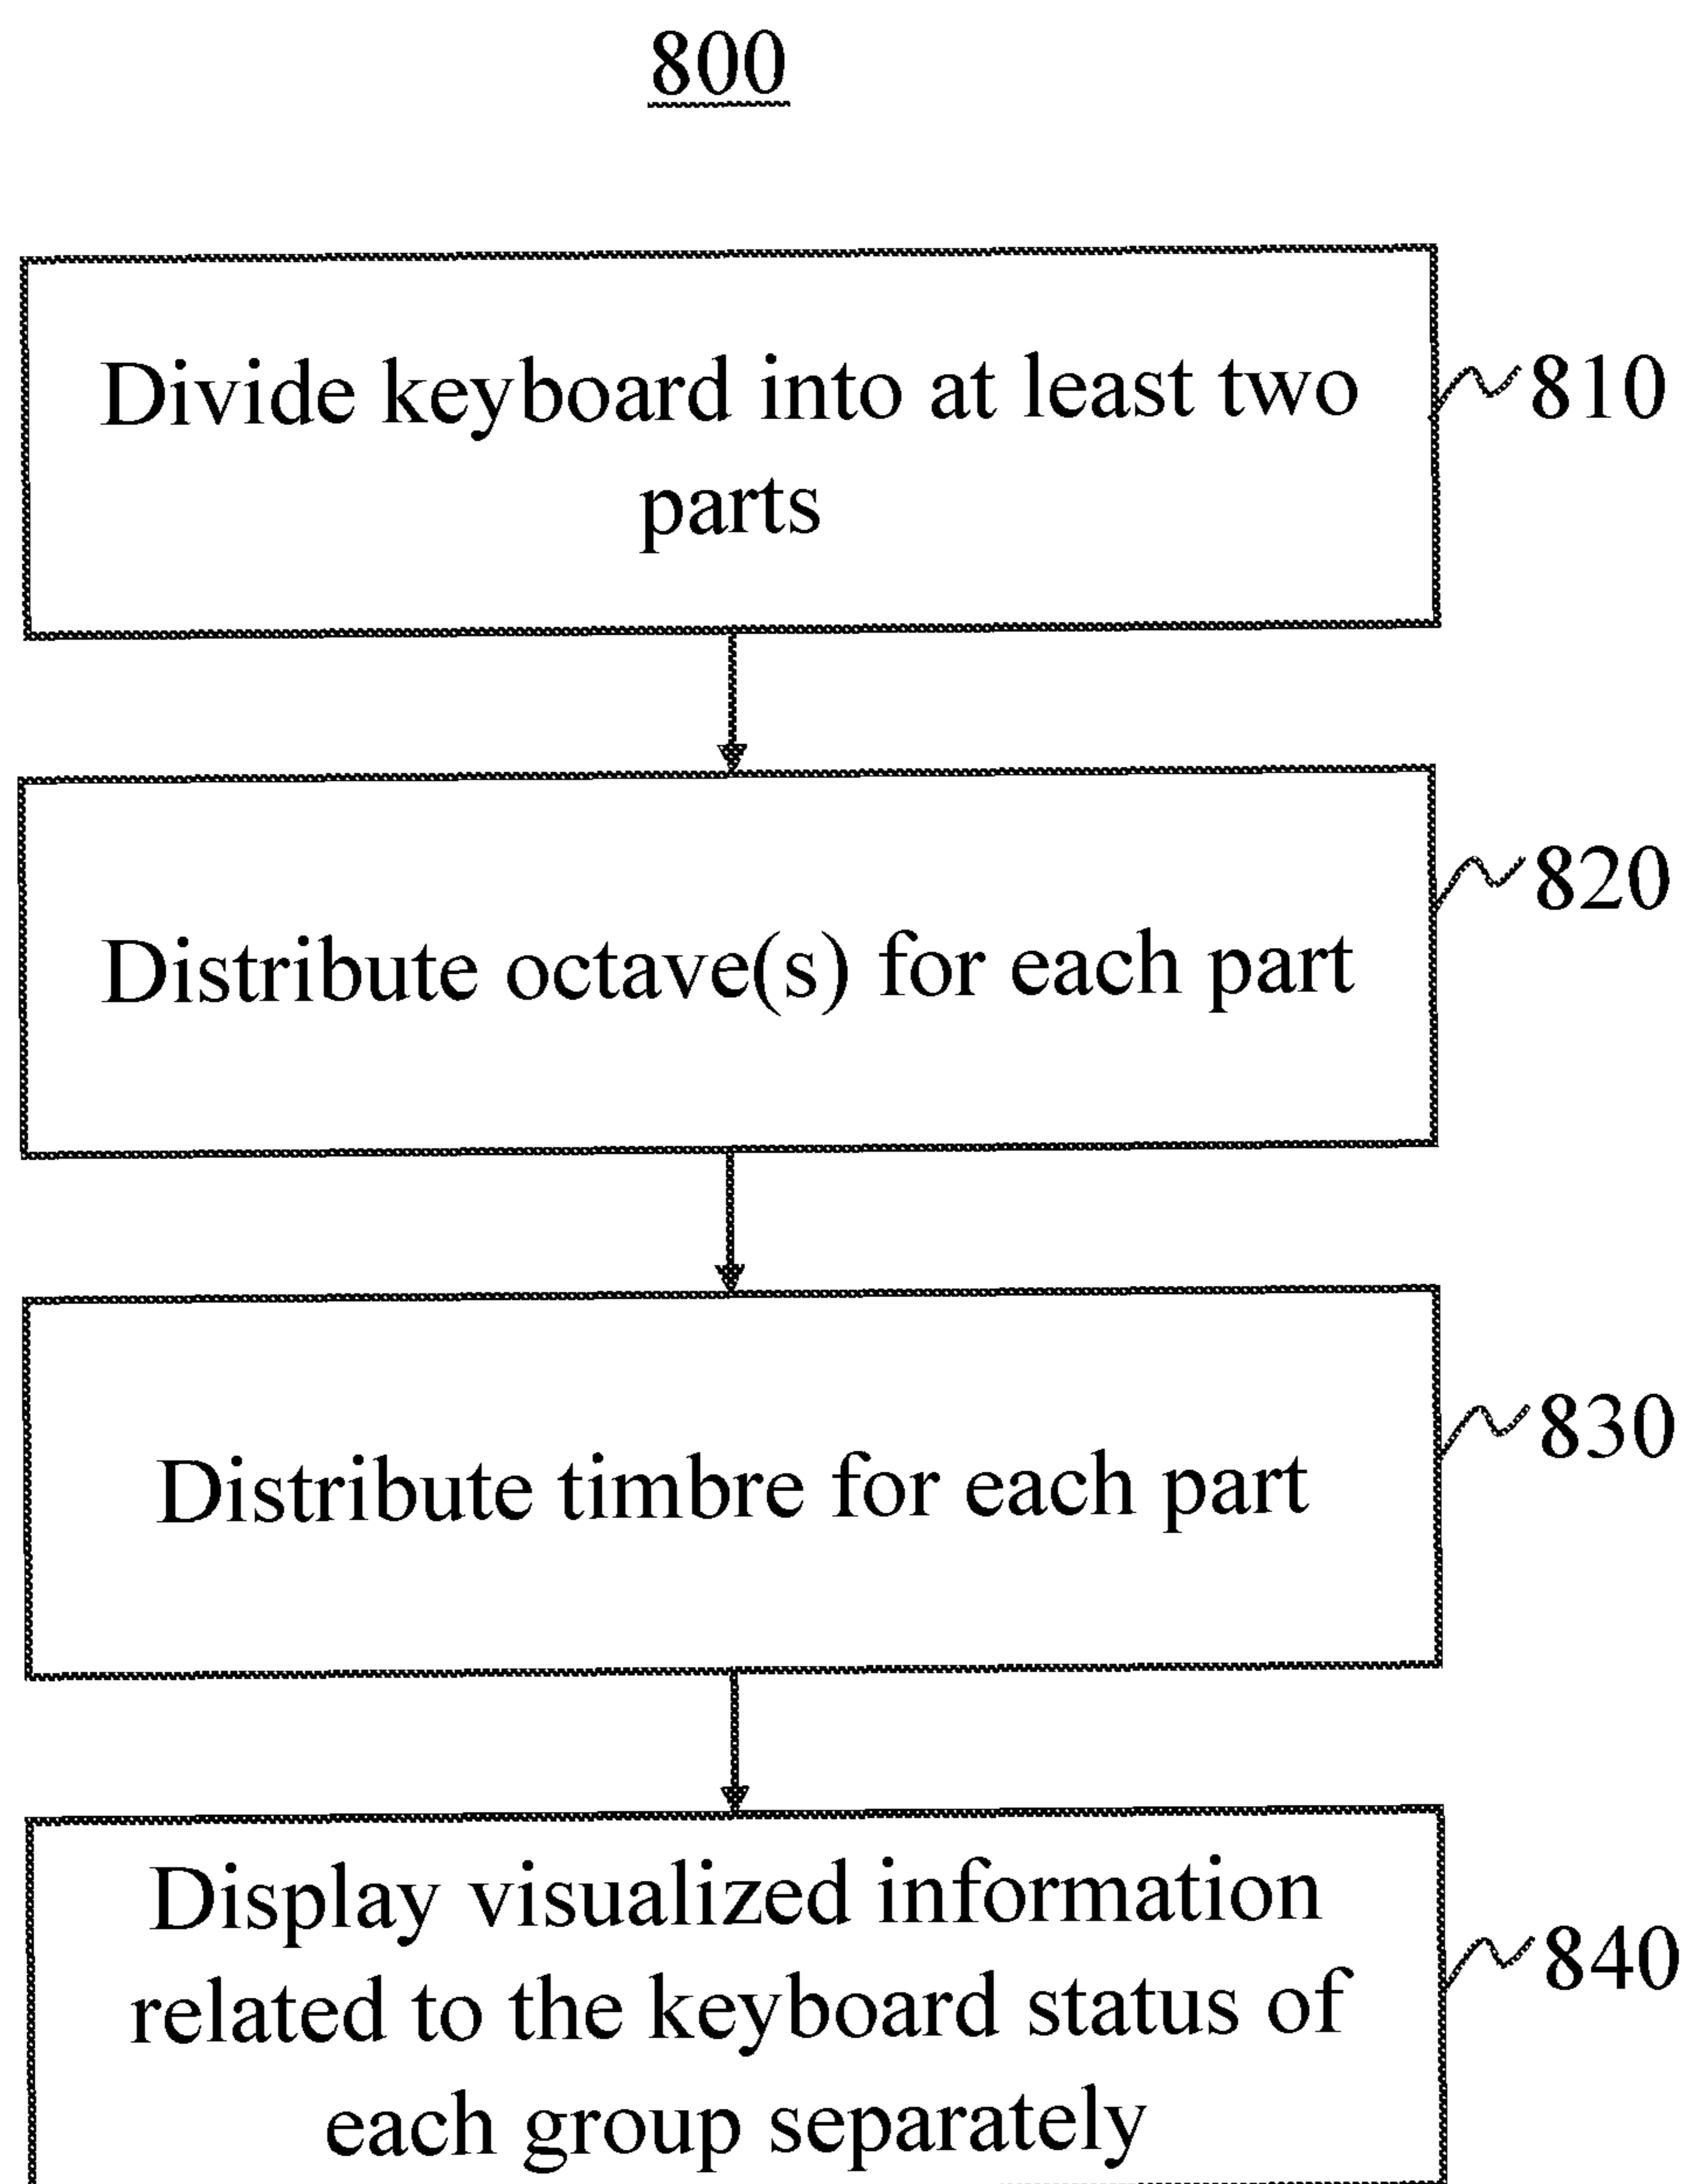 800
Divide keyboard into at least two
parts
810
Distribute octave(s) for each part
820
Distribute timbre for each part
830
Display visualized information
related to the keyboard status of
each group separately
840